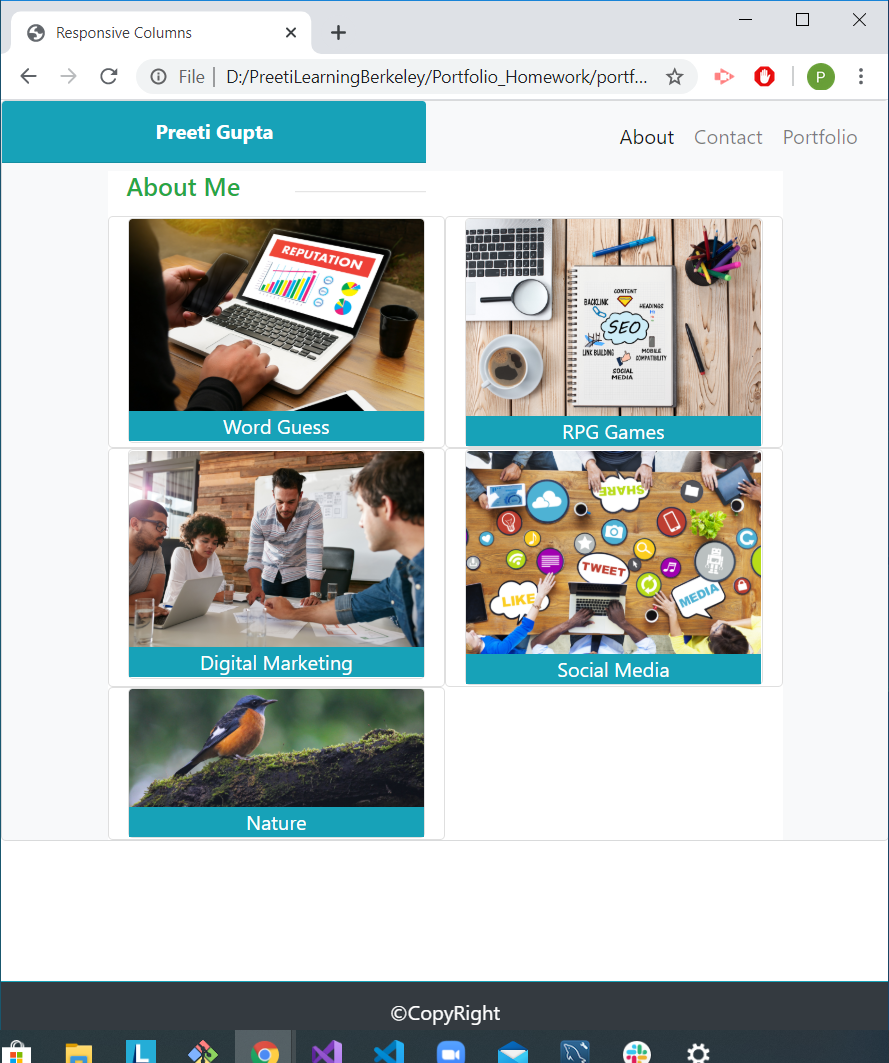 Responsive Columns
File | D:/PreetiLearningBerkeley/Portfolio_Homework/portf...
P
Preeti Gupta
About Contact Portfolio
About Me
REPUTATION
CONTENT
BACKLINK
HEADINGS
SEO
LINK BUILDING
MOBILE COMPATIBILITY
SOCIAL MEDIA
Word Guess
RPG Games
SHARE
TWEET
LIKE
MEDIA
Digital Marketing
Social Media
Nature
©CopyRight
L